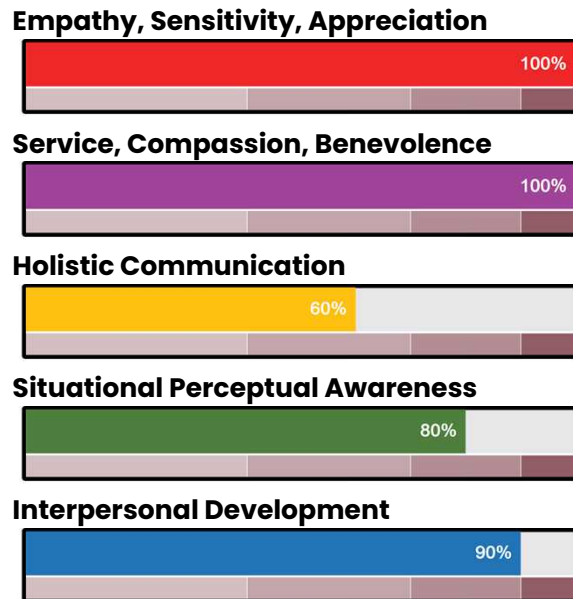 Empathy, Sensitivity, Appreciation
100%
Service, Compassion, Benevolence
100%
Holistic Communication
60%
Situational Perceptual Awareness
80%
Interpersonal Development
90%